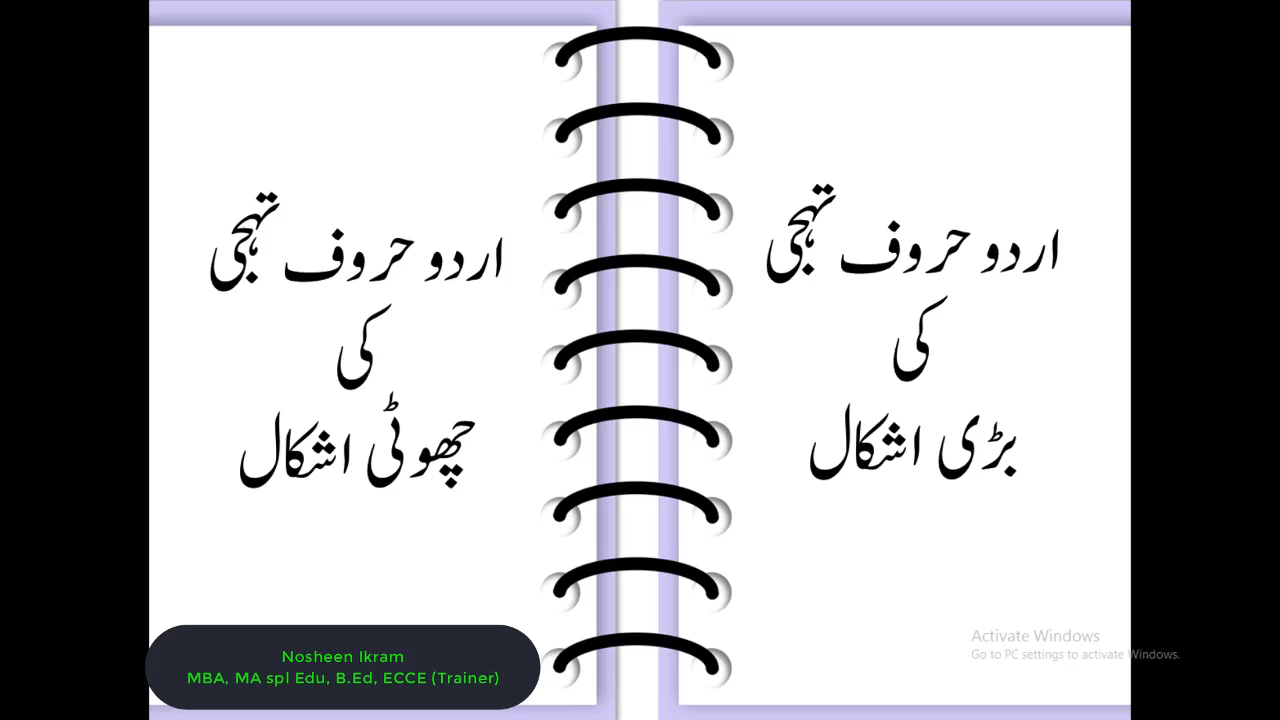 اردو حروف تہجی
کی
بڑی اشکال
اردو حروف تہجی
کی
چھوٹی اشکال
Nosheen Ikram
MBA, MA spl Edu, B.Ed, ECCE (Trainer)
Activate Windows
Go to PC settings to activate Windows.